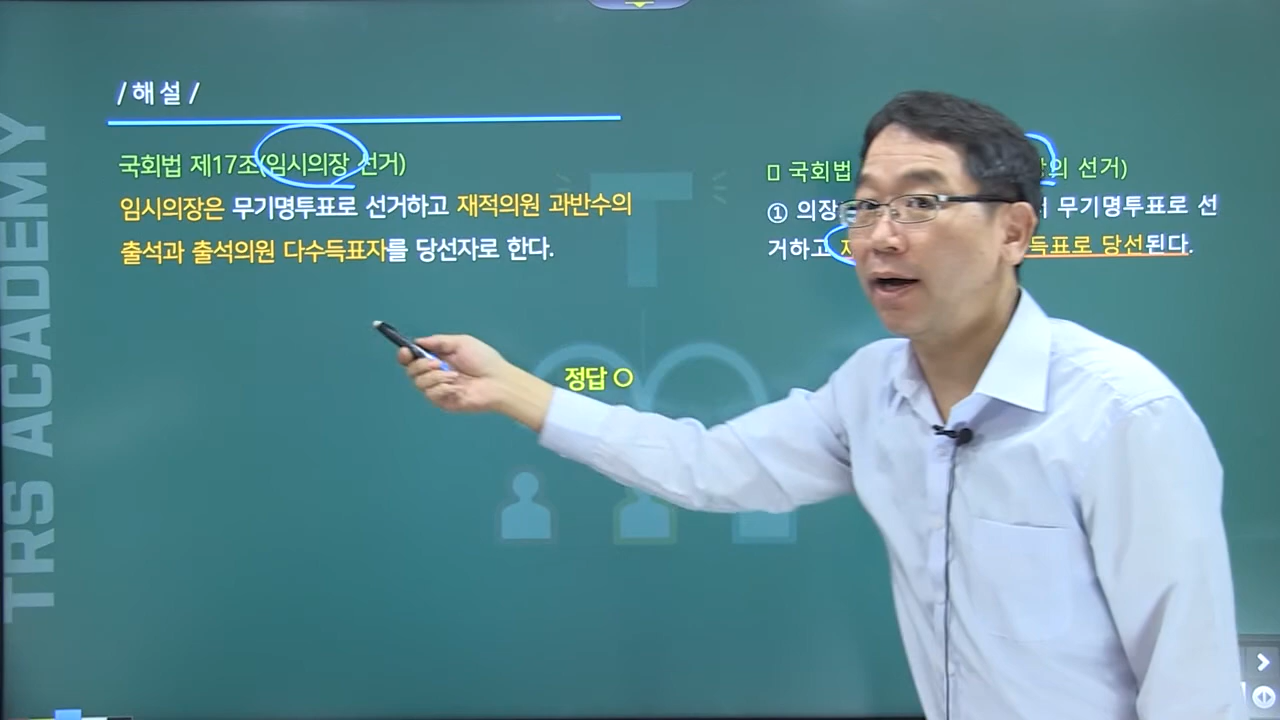 / 해 설 /
국회법 제17조(임시의장 선거)
임시의장은 무기명투표로 선거하고 재적의원 과반수의
출석과 출석의원 다수득표자를 당선자로 한다.
국회법 의 선거)
① 의장 무기명투표로 선
거하고 득표로 당선된다.
정답 ○
TRS ACADEMY